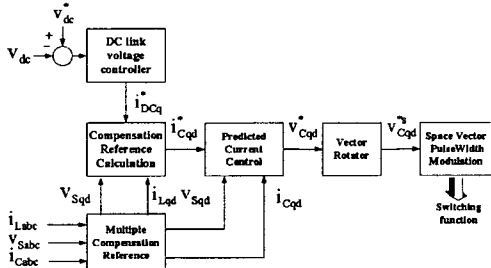 v*dc
+
−
Vdc
DC link
voltage
controller
i*DCq
Compensation
Reference
Calculation
i*Cqd
Predicted
Current
Control
v*Cqd
Vector
Rotator
v*sCqd
Space Vector
PulseWidth
Modulation
Switching
function
VSqd
iLqd
VSqd
iCqd
iLabc
VSabc
iCabc
Multiple
Compensation
Reference